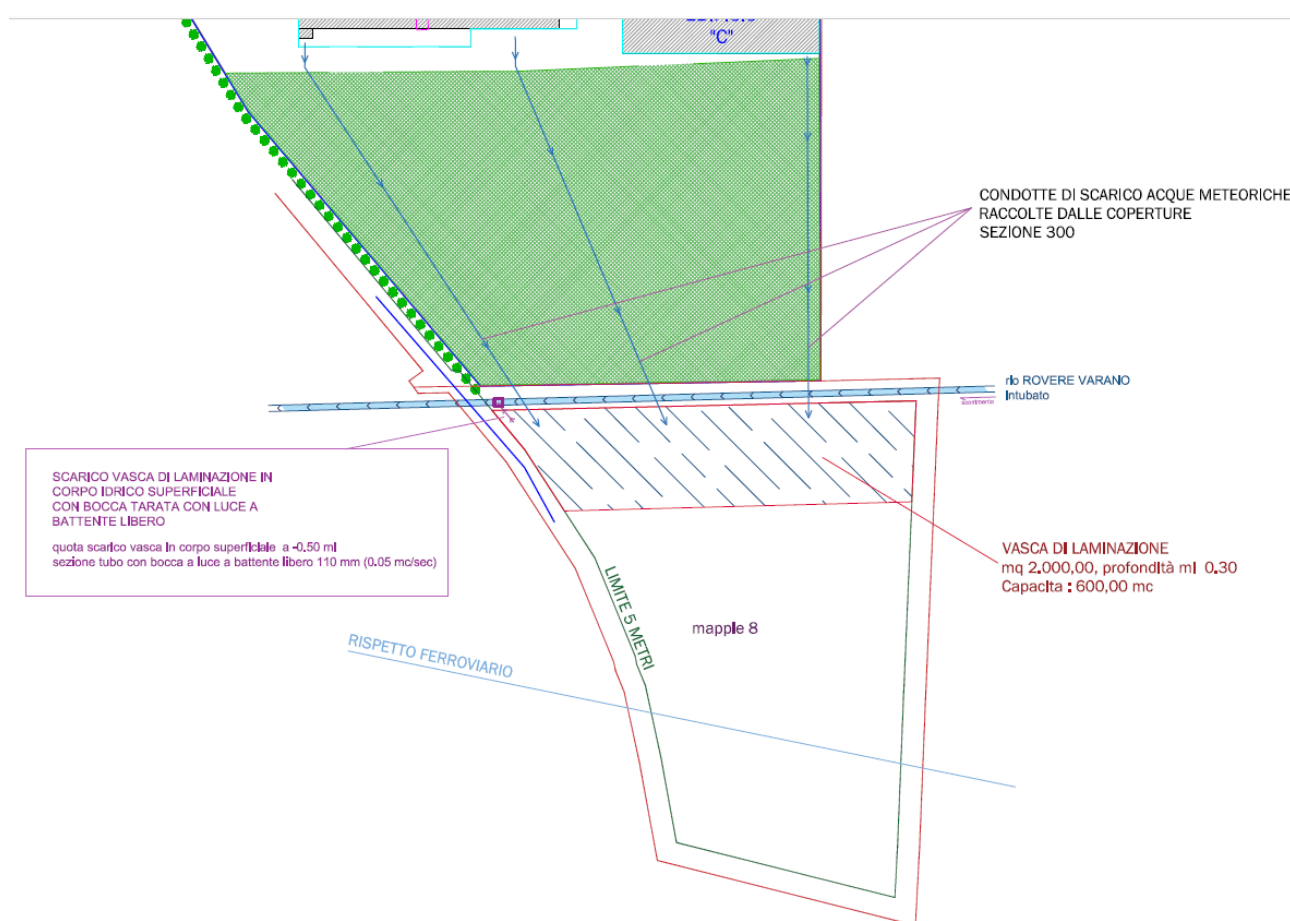 "C"
CONDOTTE DI SCARICO ACQUE METEORICHE
RACCOLTE DALLE COPERTURE
SEZIONE 300
rio ROVERE VARANO
Intubato
scorrimento
SCARICO VASCA DI LAMINAZIONE IN
CORPO IDRICO SUPERFICIALE
CON BOCCA TARATA CON LUCE A
BATTENTE LIBERO
quota scarico vasca in corpo superficiale a -0.50 ml
sezione tubo con bocca a luce a battente libero 110 mm (0.05 mc/sec)
VASCA DI LAMINAZIONE
mq 2.000,00, profondità ml 0.30
Capacita : 600,00 mc
LIMITE 5 METRI
mapple 8
RISPETTO FERROVIARIO